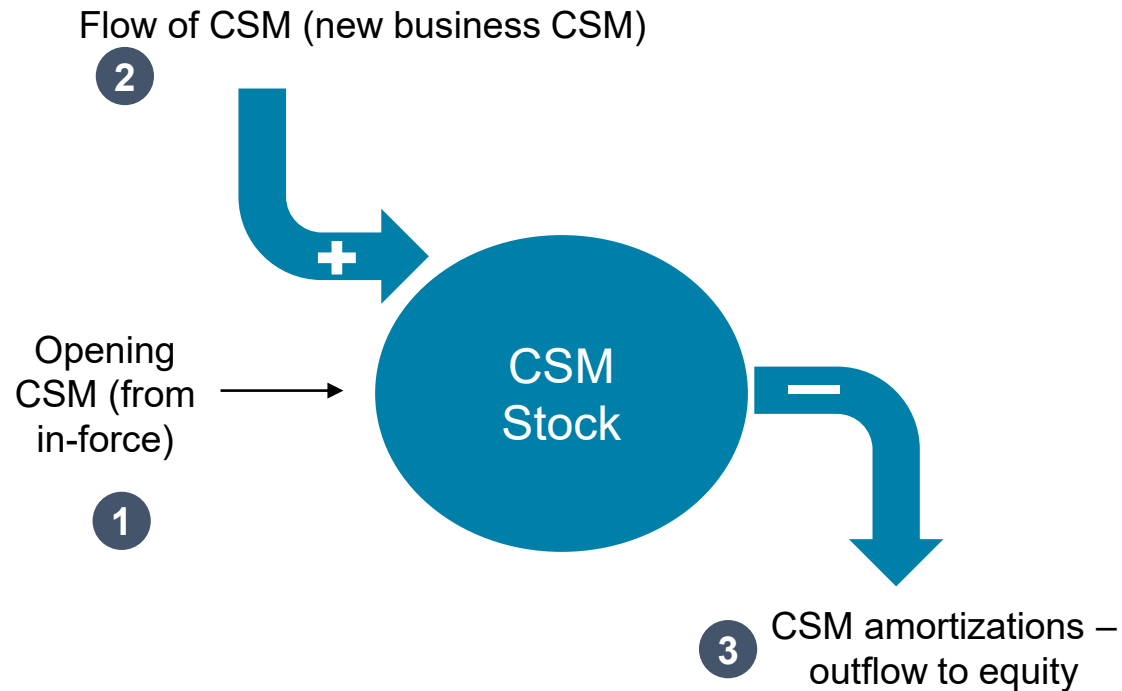 Flow of CSM (new business CSM)
2
Opening
CSM (from
in-force)
1
CSM
Stock
3
CSM amortizations –
outflow to equity